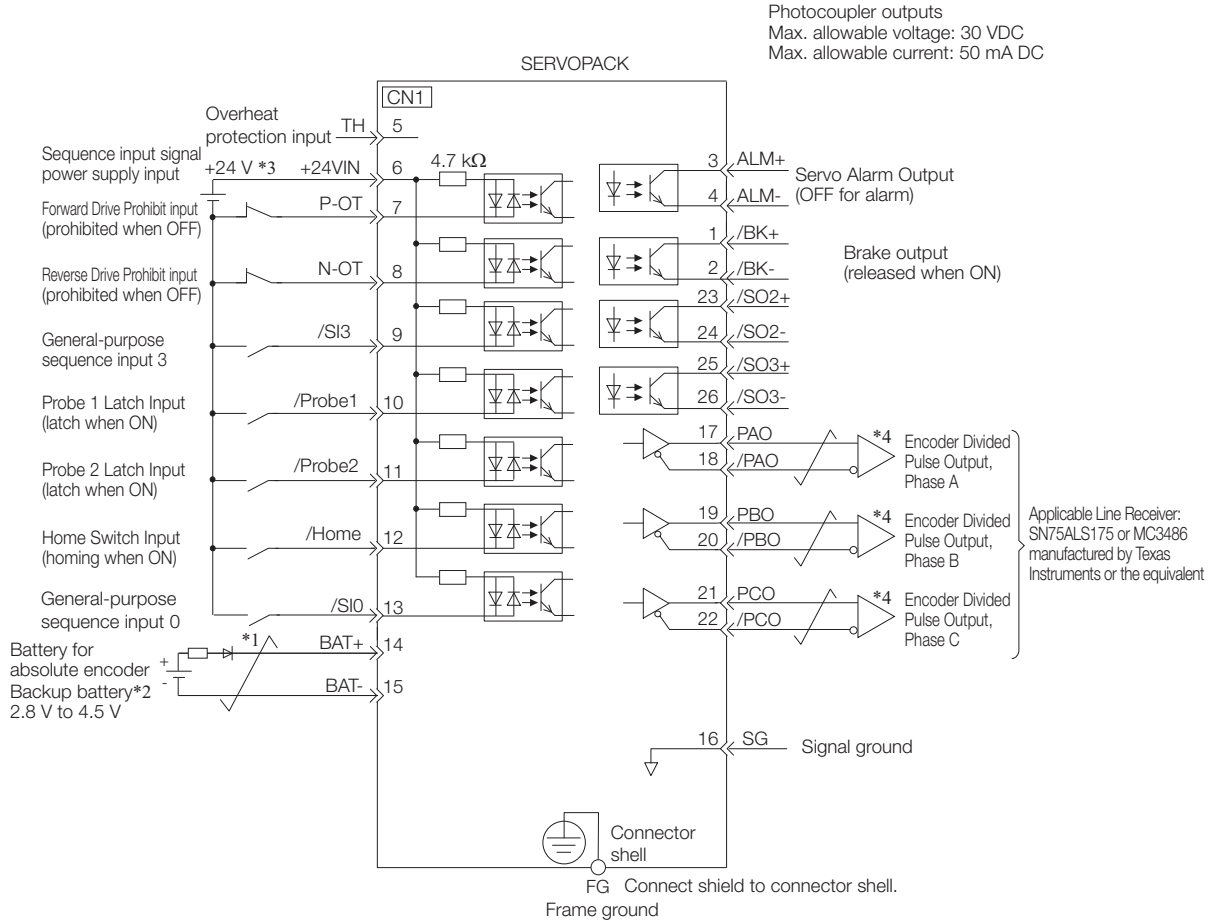 Photocoupler outputs
Max. allowable voltage: 30 VDC
Max. allowable current: 50 mA DC
SERVOPACK
CN1
Overheat
protection input
TH
5
Sequence input signal
power supply input
+24 V *3
+24VIN
6
4.7 kΩ
Forward Drive Prohibit input
(prohibited when OFF)
P-OT
7
Reverse Drive Prohibit input
(prohibited when OFF)
N-OT
8
General-purpose
sequence input 3
/SI3
9
Probe 1 Latch Input
(latch when ON)
/Probe1
10
Probe 2 Latch Input
(latch when ON)
/Probe2
11
Home Switch Input
(homing when ON)
/Home
12
General-purpose
sequence input 0
/SI0
13
Battery for
absolute encoder
Backup battery*2
2.8 V to 4.5 V
+
-
*1
BAT+
14
BAT-
15
3
ALM+
4
ALM-
Servo Alarm Output
(OFF for alarm)
1
/BK+
2
/BK-
Brake output
(released when ON)
23
/SO2+
24
/SO2-
25
/SO3+
26
/SO3-
17
PAO
18
/PAO
*4
Encoder Divided
Pulse Output,
Phase A
19
PBO
20
/PBO
*4
Encoder Divided
Pulse Output,
Phase B
21
PCO
22
/PCO
*4
Encoder Divided
Pulse Output,
Phase C
Applicable Line Receiver:
SN75ALS175 or MC3486
manufactured by Texas
Instruments or the equivalent
16
SG
Signal ground
Connector
shell
FG
Connect shield to connector shell.
Frame ground